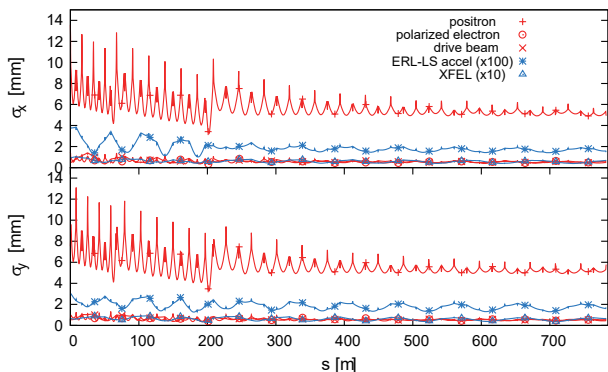 positron
polarized electron
drive beam
ERL-LS accel (x100)
XFEL (x10)
σx [mm]
14
12
10
8
6
4
2
0
σy [mm]
14
12
10
8
6
4
2
0
0 100 200 300 400 500 600 700
s [m]